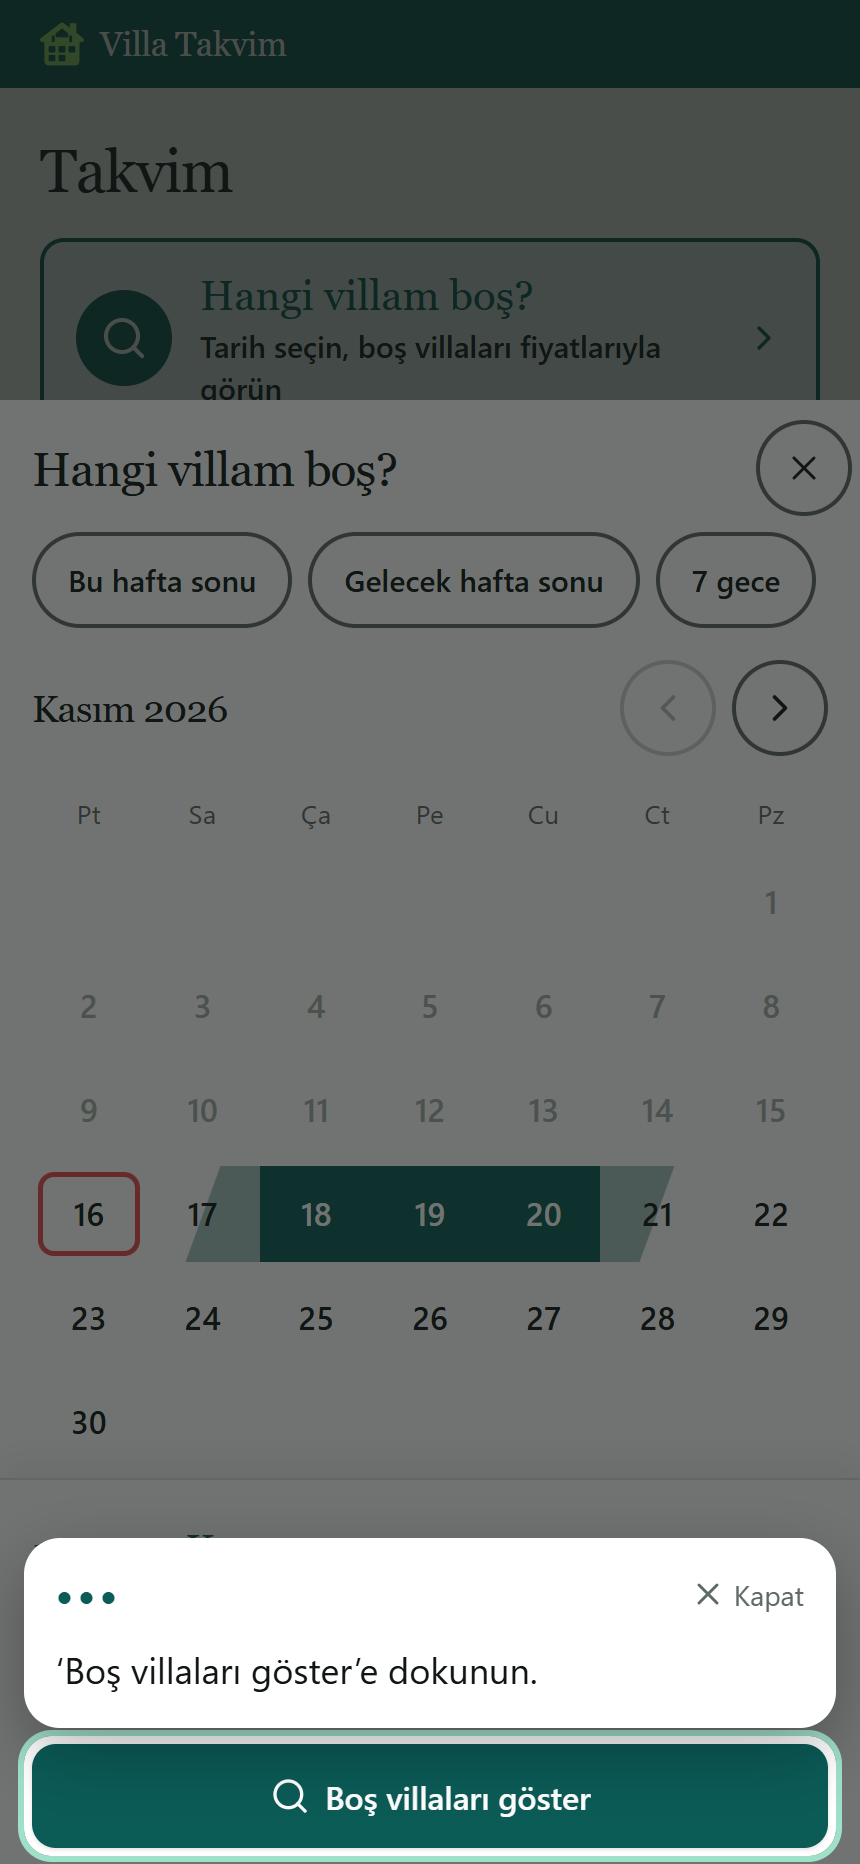 Villa Takvim
Takvim
Hangi villam boş?
Tarih seçin, boş villaları fiyatlarıyla
görün
Hangi villam boş?
Bu hafta sonu
Gelecek hafta sonu
7 gece
Kasım 2026
Pt Sa Ça Pe Cu Ct Pz
1
2 3 4 5 6 7 8
9 10 11 12 13 14 15
16 17 18 19 20 21 22
23 24 25 26 27 28 29
30
Kapat
‘Boş villaları göster’e dokunun.
Boş villaları göster